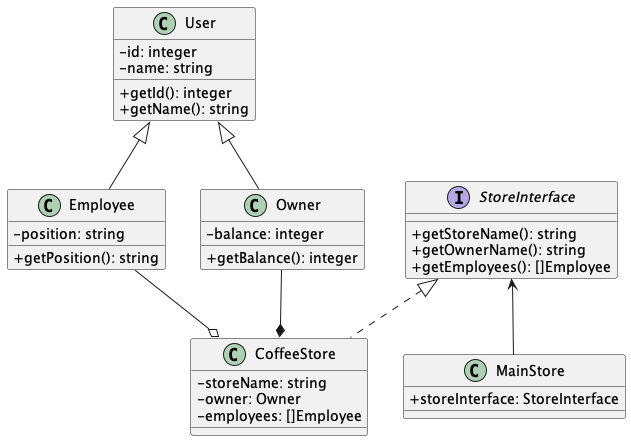 C User
-id: integer
-name: string
+getId(): integer
+getName(): string
C Employee
-position: string
+getPosition(): string
C Owner
-balance: integer
+getBalance(): integer
I StoreInterface
+getStoreName(): string
+getOwnerName(): string
+getEmployees(): []Employee
C CoffeeStore
-storeName: string
-owner: Owner
-employees: []Employee
C MainStore
+storeInterface: StoreInterface